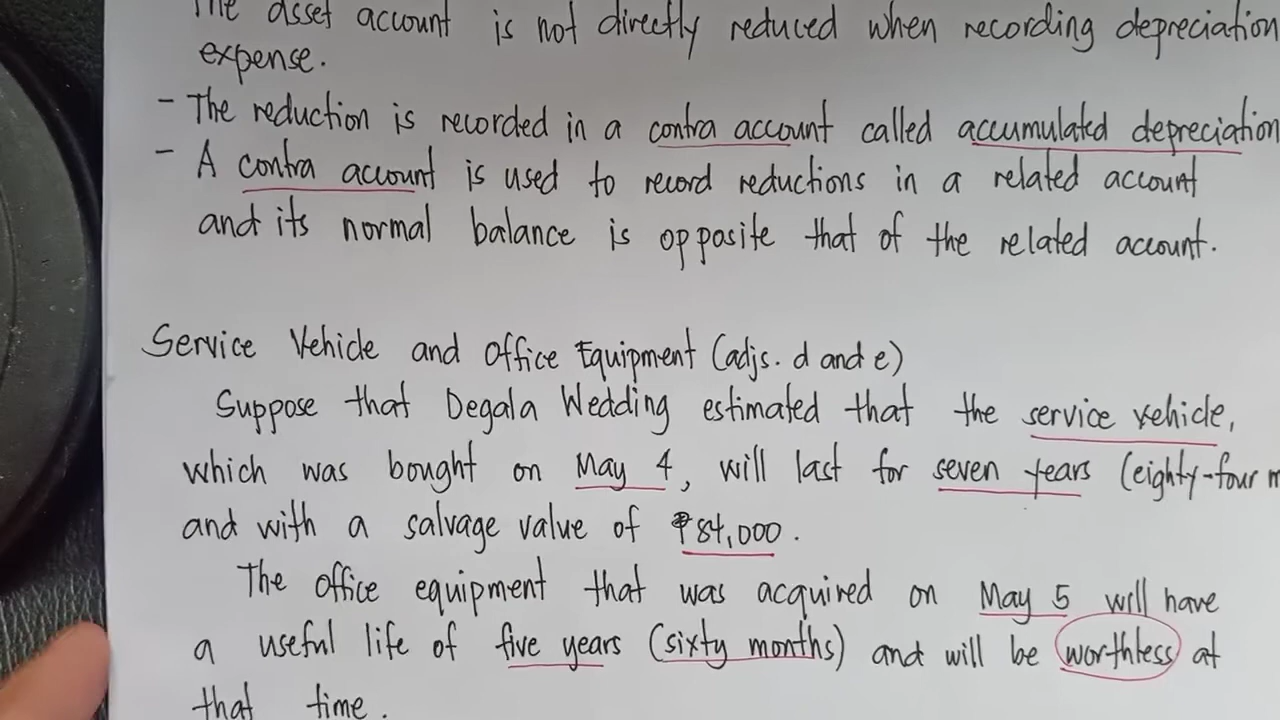 The asset account is not directly reduced when recording depreciation
expense.
- The reduction is recorded in a contra account called accumulated depreciation
- A contra account is used to record reductions in a related account
and its normal balance is opposite that of the related account.
Service Vehicle and Office Equipment (adjs. d and e)
Suppose that Degala Wedding estimated that the service vehicle,
which was bought on May 4, will last for seven years (eighty-four m
and with a salvage value of ₱84,000.
The office equipment that was acquired on May 5 will have
a useful life of five years (sixty months) and will be worthless at
that time.